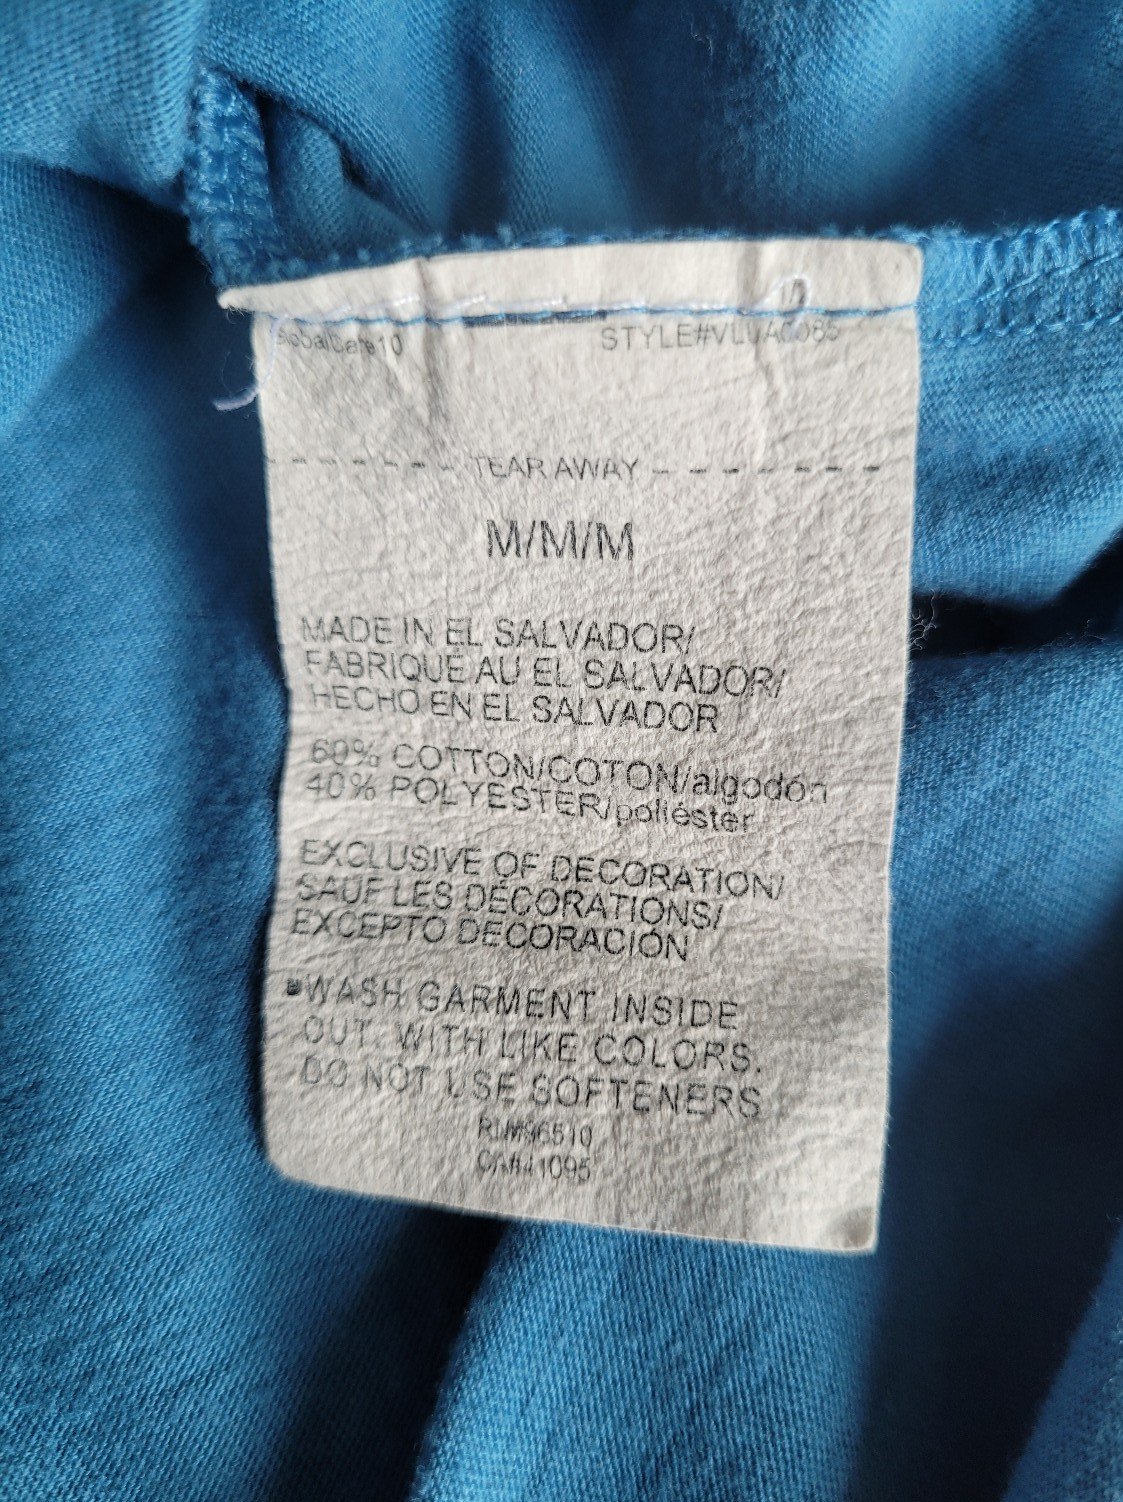 TEAR AWAY
M/M/M
MADE IN EL SALVADOR/
FABRIQUE AU EL SALVADOR/
HECHO EN EL SALVADOR
60% COTTON/COTON/algodón
40% POLYESTER/poliéster
EXCLUSIVE OF DECORATION/
SAUF LES DÉCORATIONS/
EXCEPTO DECORACIÓN
WASH GARMENT INSIDE
OUT. WITH LIKE COLORS.
DO NOT USE SOFTENERS